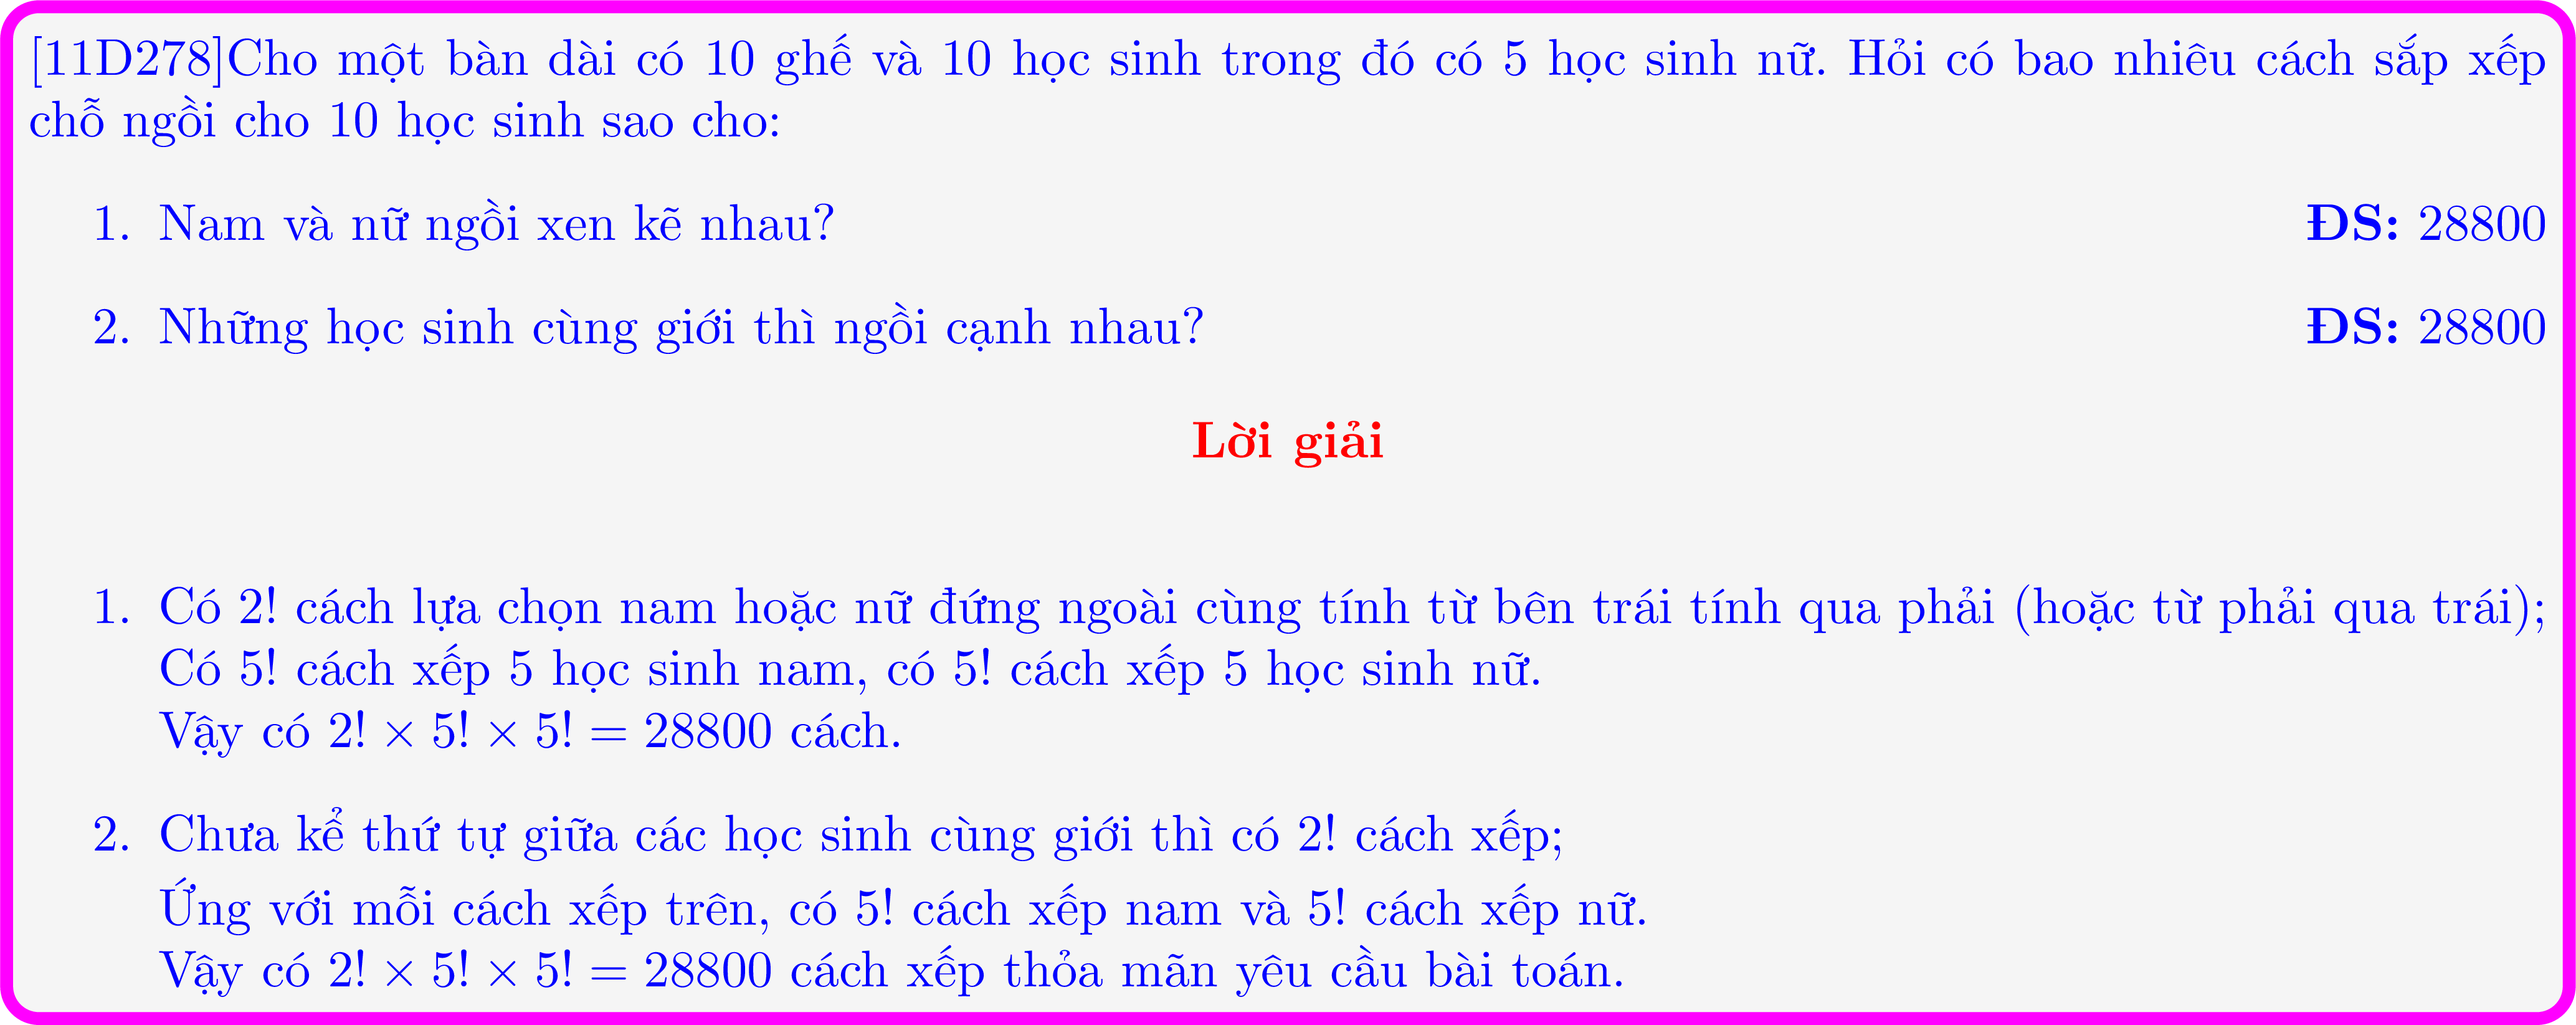 [11D278]Cho một bàn dài có 10 ghế và 10 học sinh trong đó có 5 học sinh nữ. Hỏi có bao nhiêu cách sắp xếp
chỗ ngồi cho 10 học sinh sao cho:
1. Nam và nữ ngồi xen kẽ nhau? ĐS: 28800
2. Những học sinh cùng giới thì ngồi cạnh nhau? ĐS: 28800
Lời giải
1. Có 2! cách lựa chọn nam hoặc nữ đứng ngoài cùng tính từ bên trái tính qua phải (hoặc từ phải qua trái);
Có 5! cách xếp 5 học sinh nam, có 5! cách xếp 5 học sinh nữ.
Vậy có 2! × 5! × 5! = 28800 cách.
2. Chưa kể thứ tự giữa các học sinh cùng giới thì có 2! cách xếp;
Ứng với mỗi cách xếp trên, có 5! cách xếp nam và 5! cách xếp nữ.
Vậy có 2! × 5! × 5! = 28800 cách xếp thỏa mãn yêu cầu bài toán.